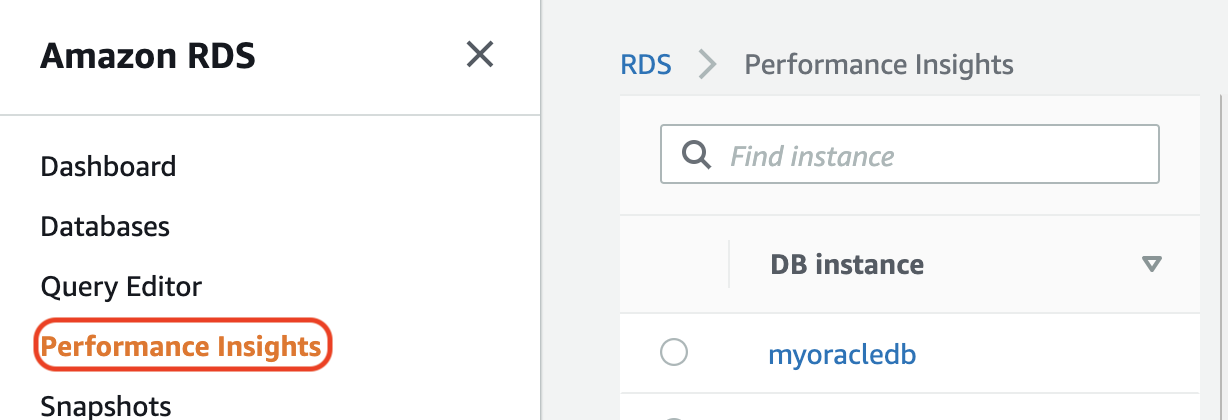 Amazon RDS
Dashboard
Databases
Query Editor
Performance Insights
Snapshots
RDS > Performance Insights
Find instance
DB instance
myoracledb